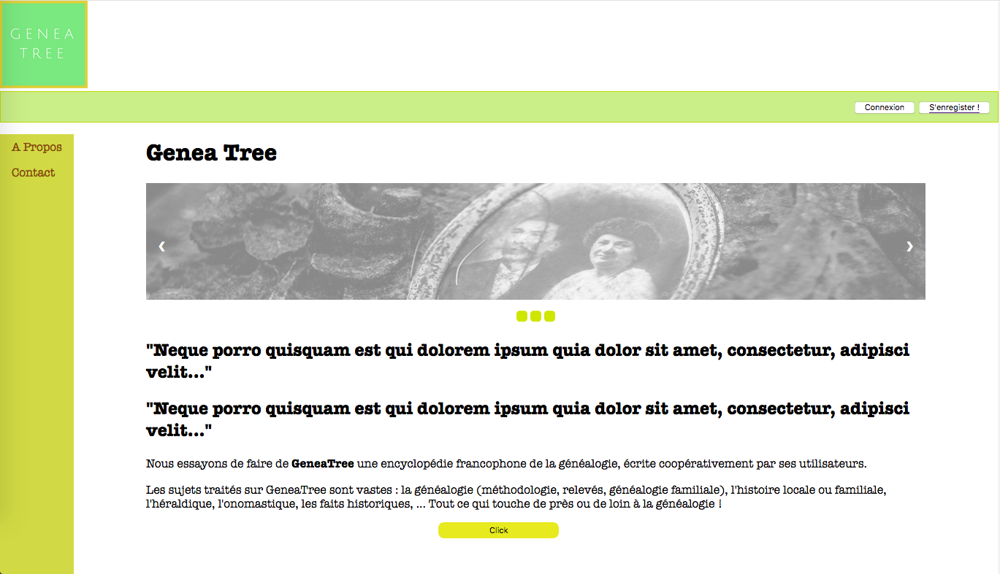 GENEA
TREE
Connexion
S'enregister !
A Propos
Contact
Genea Tree
❮
❯
"Neque porro quisquam est qui dolorem ipsum quia dolor sit amet, consectetur, adipisci
velit..."
"Neque porro quisquam est qui dolorem ipsum quia dolor sit amet, consectetur, adipisci
velit..."
Nous essayons de faire de GeneaTree une encyclopédie francophone de la généalogie, écrite coopérativement par ses utilisateurs.
Les sujets traités sur GeneaTree sont vastes : la généalogie (méthodologie, relevés, généalogie familiale), l'histoire locale ou familiale,
l'héraldique, l'onomastique, les faits historiques, ... Tout ce qui touche de près ou de loin à la généalogie !
Click